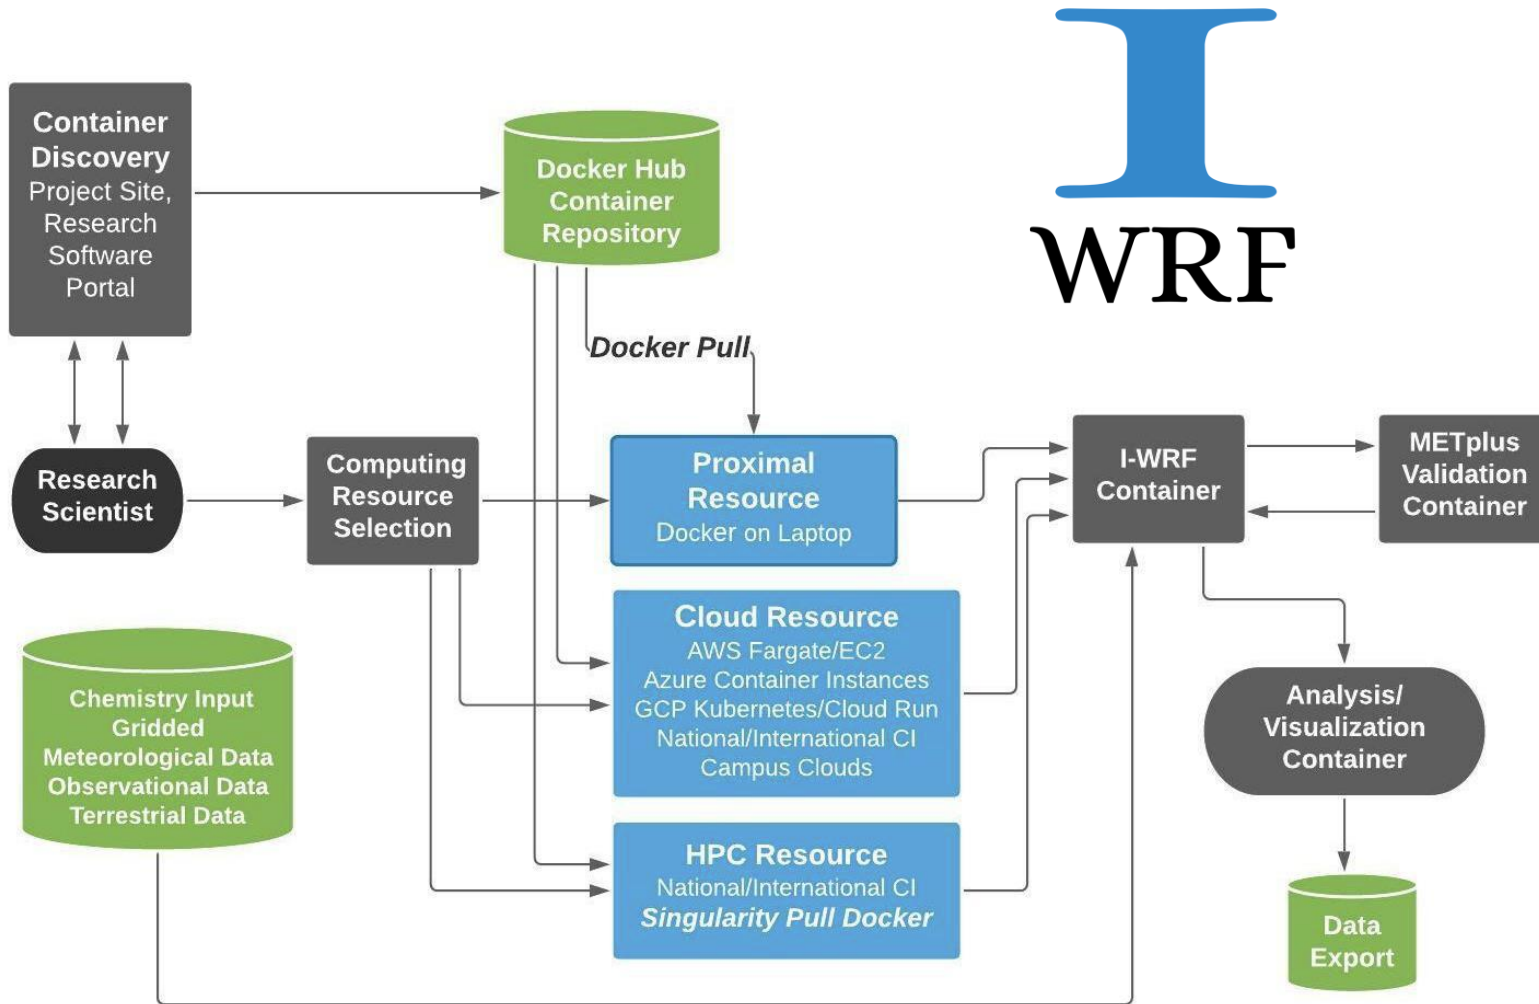 I
WRF
Container
Discovery
Project Site,
Research
Software
Portal
Docker Hub
Container
Repository
Docker Pull
Research
Scientist
Computing
Resource
Selection
Proximal
Resource
Docker on Laptop
I-WRF
Container
METplus
Validation
Container
Cloud Resource
AWS Fargate/EC2
Azure Container Instances
GCP Kubernetes/Cloud Run
National/International CI
Campus Clouds
Chemistry Input
Gridded
Meteorological Data
Observational Data
Terrestrial Data
Analysis/
Visualization
Container
HPC Resource
National/International CI
Singularity Pull Docker
Data
Export